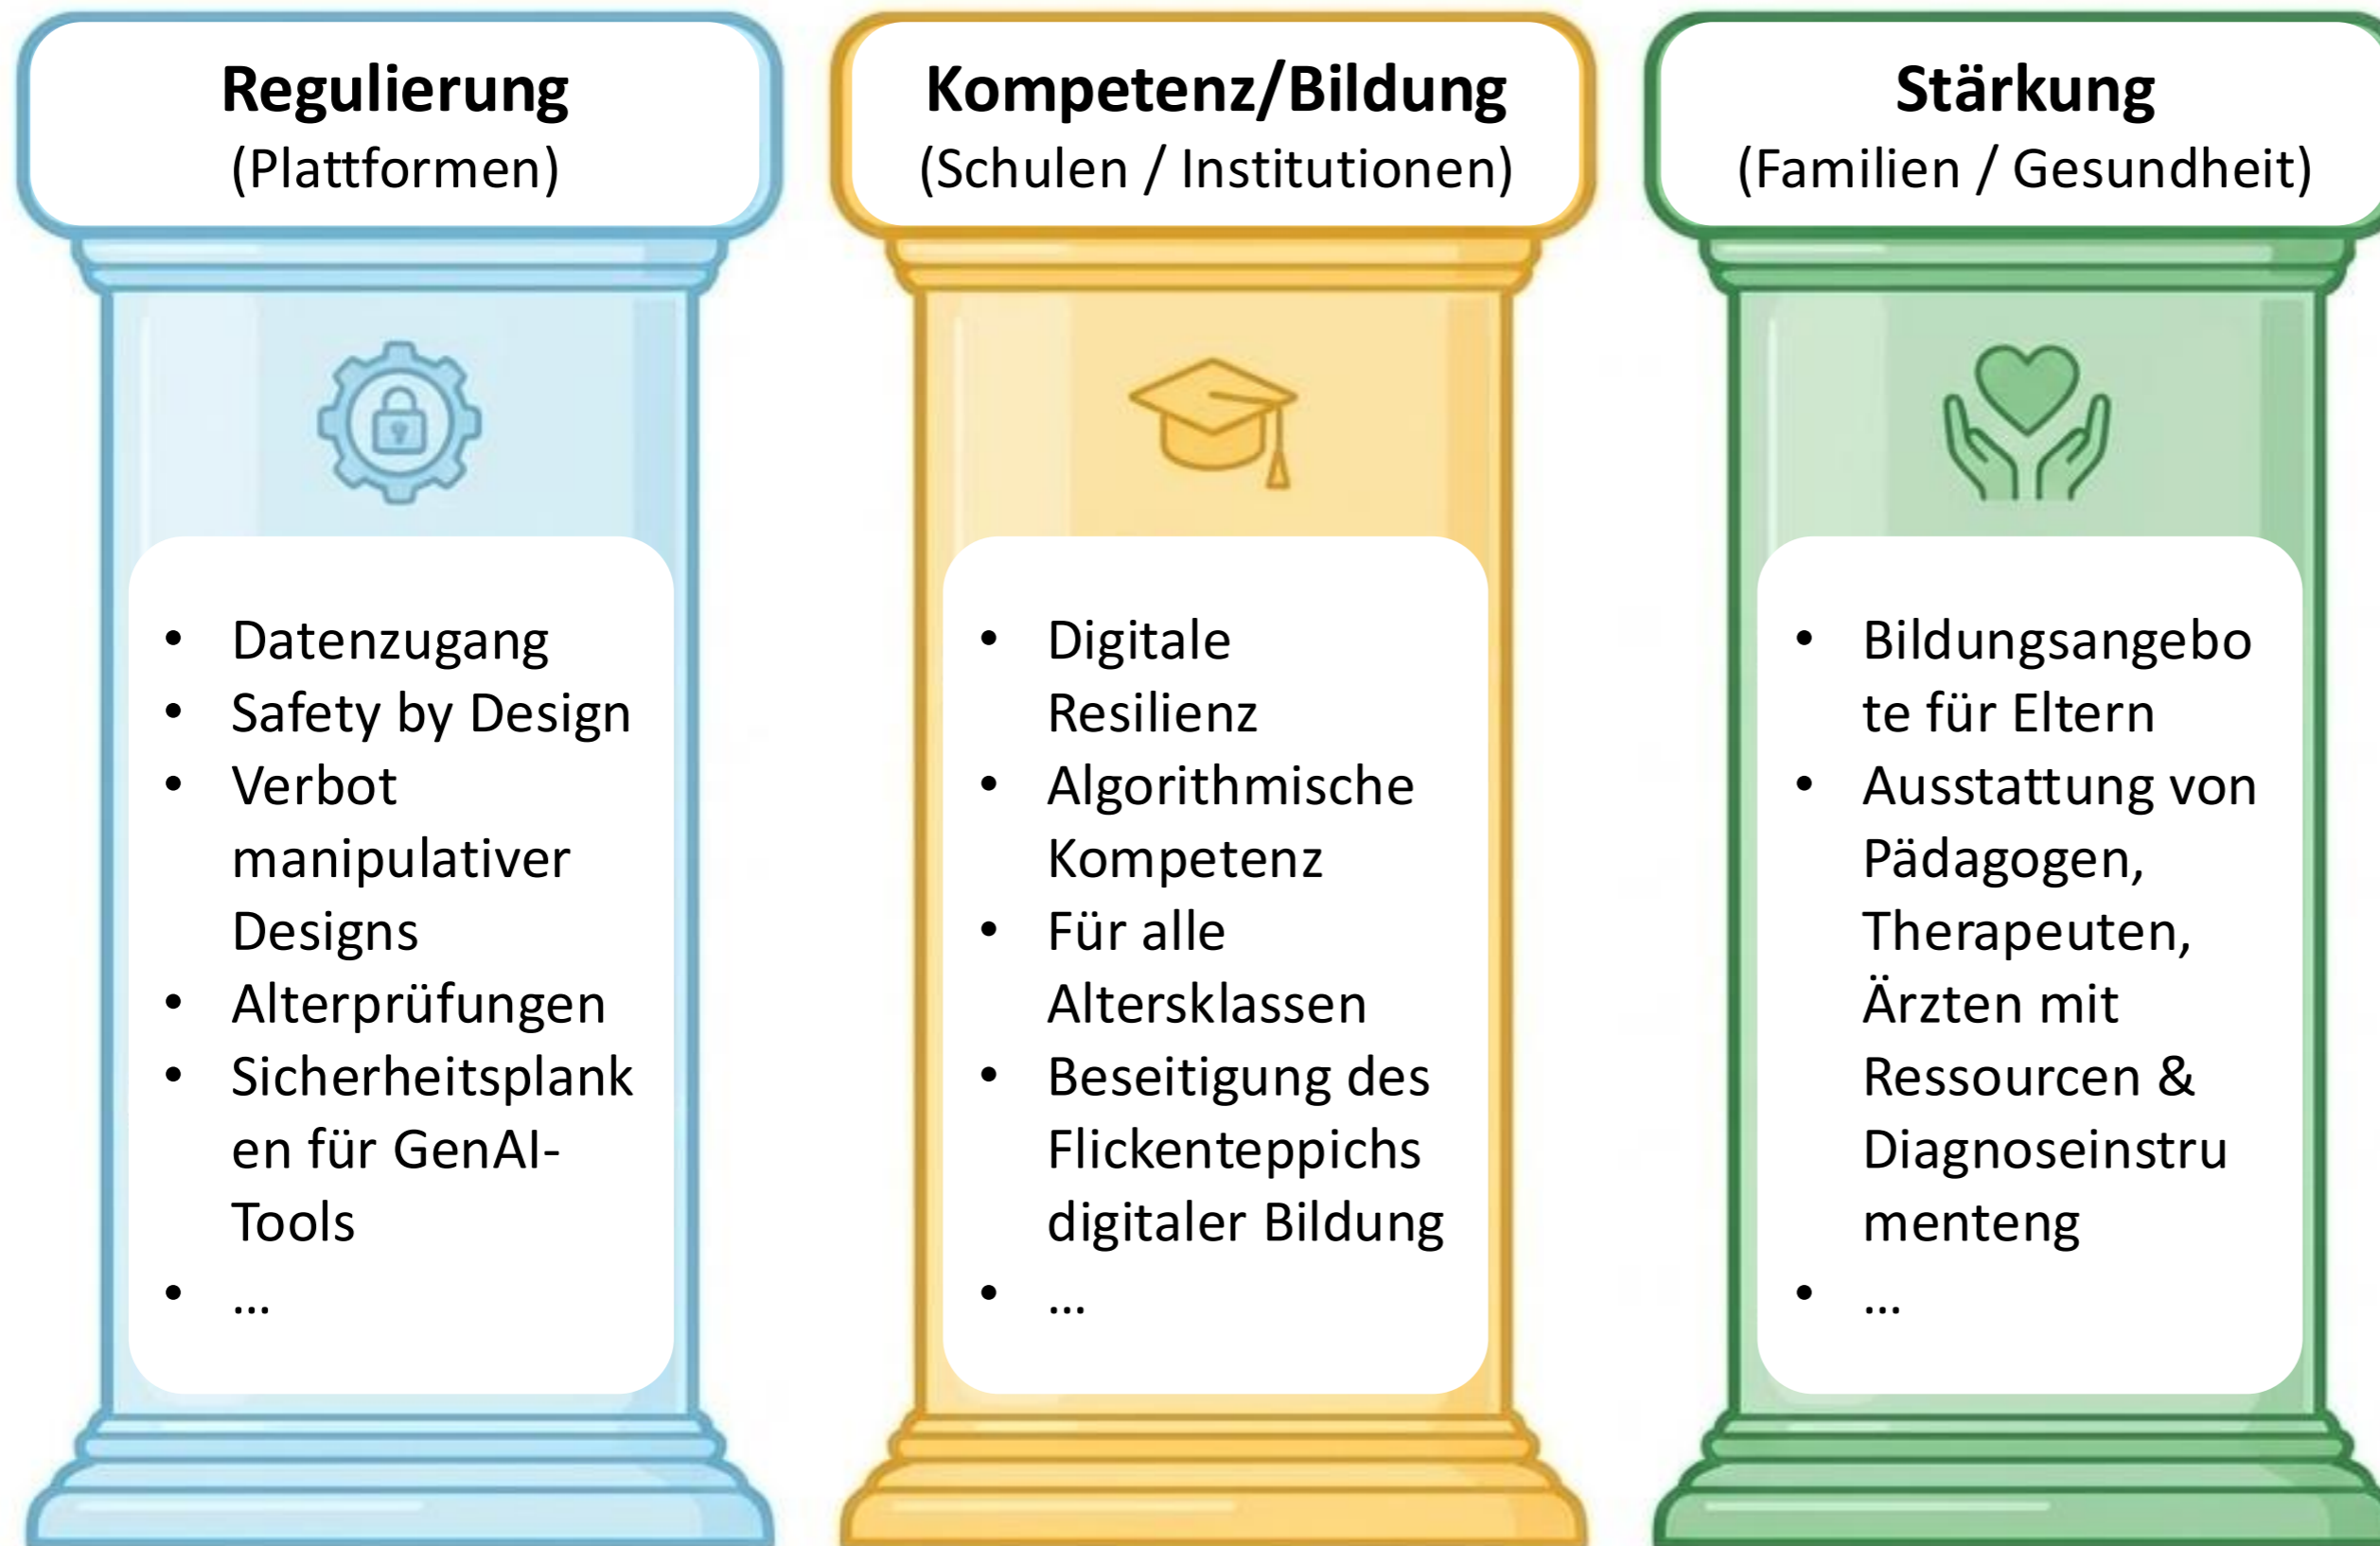 Regulierung
(Plattformen)
• Datenzugang
• Safety by Design
• Verbot
manipulativer
Designs
• Alterprüfungen
• Sicherheitsplank
en für GenAI-
Tools
• ...
Kompetenz/Bildung
(Schulen / Institutionen)
• Digitale
Resilienz
• Algorithmische
Kompetenz
• Für alle
Altersklassen
• Beseitigung des
Flickenteppichs
digitaler Bildung
• ...
Stärkung
(Familien / Gesundheit)
• Bildungsangebo
te für Eltern
• Ausstattung von
Pädagogen,
Therapeuten,
Ärzten mit
Ressourcen &
Diagnoseinstru
menteng
• ...